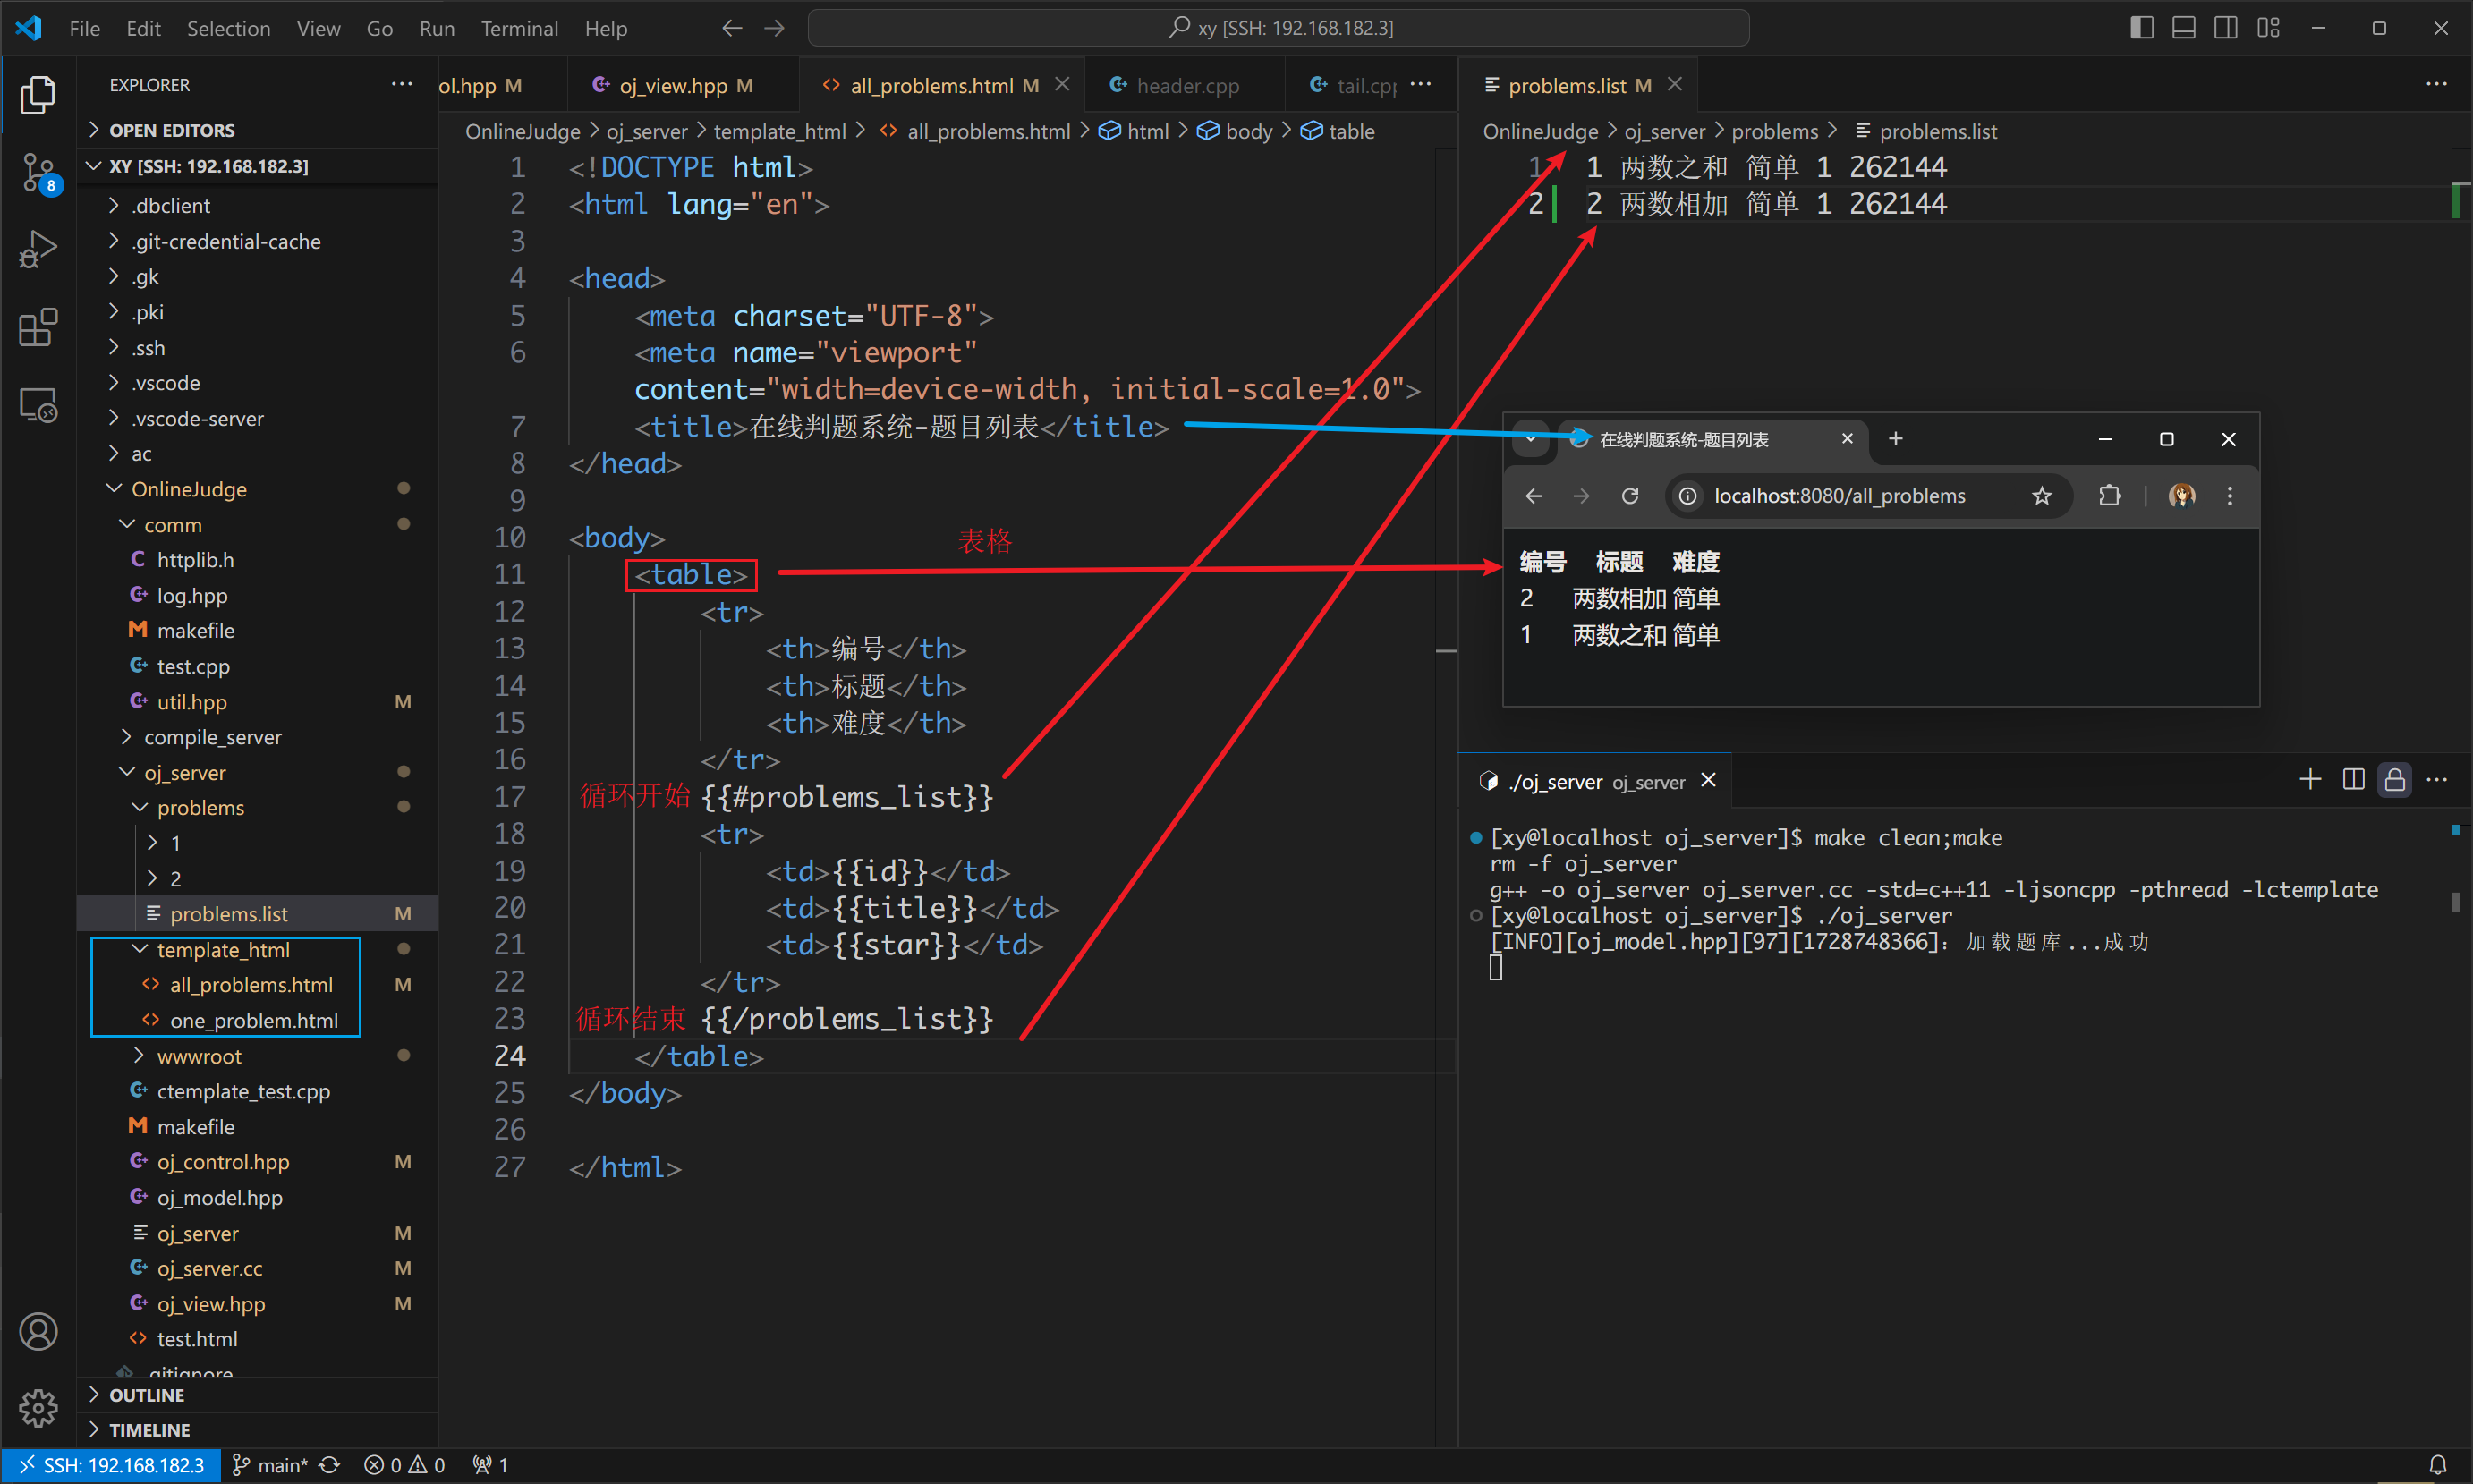 File Edit Selection View Go Run Terminal Help
xy [SSH: 192.168.182.3]
EXPLORER
OPEN EDITORS
XY [SSH: 192.168.182.3]
.dbclient
.git-credential-cache
.gk
.pki
.ssh
.vscode
.vscode-server
ac
OnlineJudge
comm
httplib.h
log.hpp
makefile
test.cpp
util.hpp M
compile_server
oj_server
problems
1
2
problems.list M
template_html
all_problems.html M
one_problem.html
wwwroot
ctemplate_test.cpp
makefile
oj_control.hpp M
oj_model.hpp
oj_server M
oj_server.cc M
oj_view.hpp M
test.html
.gitignore
OUTLINE
TIMELINE
8
ol.hpp M oj_view.hpp M all_problems.html M header.cpp tail.cpp
OnlineJudge > oj_server > template_html > all_problems.html > html > body > table
1 <!DOCTYPE html>
2 <html lang="en">
3
4 <head>
5 <meta charset="UTF-8">
6 <meta name="viewport"
content="width=device-width, initial-scale=1.0">
7 <title>在线判题系统-题目列表</title>
8 </head>
9
10 <body>
表格
11 <table>
12 <tr>
13 <th>编号</th>
14 <th>标题</th>
15 <th>难度</th>
16 </tr>
17 循环开始 {{#problems_list}}
18 <tr>
19 <td>{{id}}</td>
20 <td>{{title}}</td>
21 <td>{{star}}</td>
22 </tr>
23 循环结束 {{/problems_list}}
24 </table>
25 </body>
26
27 </html>
problems.list M
OnlineJudge > oj_server > problems > problems.list
1 1 两数之和 简单 1 262144
2 2 两数相加 简单 1 262144
在线判题系统-题目列表
localhost:8080/all_problems
编号 标题 难度
2 两数相加 简单
1 两数之和 简单
./oj_server oj_server
[xy@localhost oj_server]$ make clean;make
rm -f oj_server
g++ -o oj_server oj_server.cc -std=c++11 -ljsoncpp -pthread -lctemplate
[xy@localhost oj_server]$ ./oj_server
[INFO][oj_model.hpp][97][1728748366]: 加载题库...成功
SSH: 192.168.182.3 main* 0 0 1